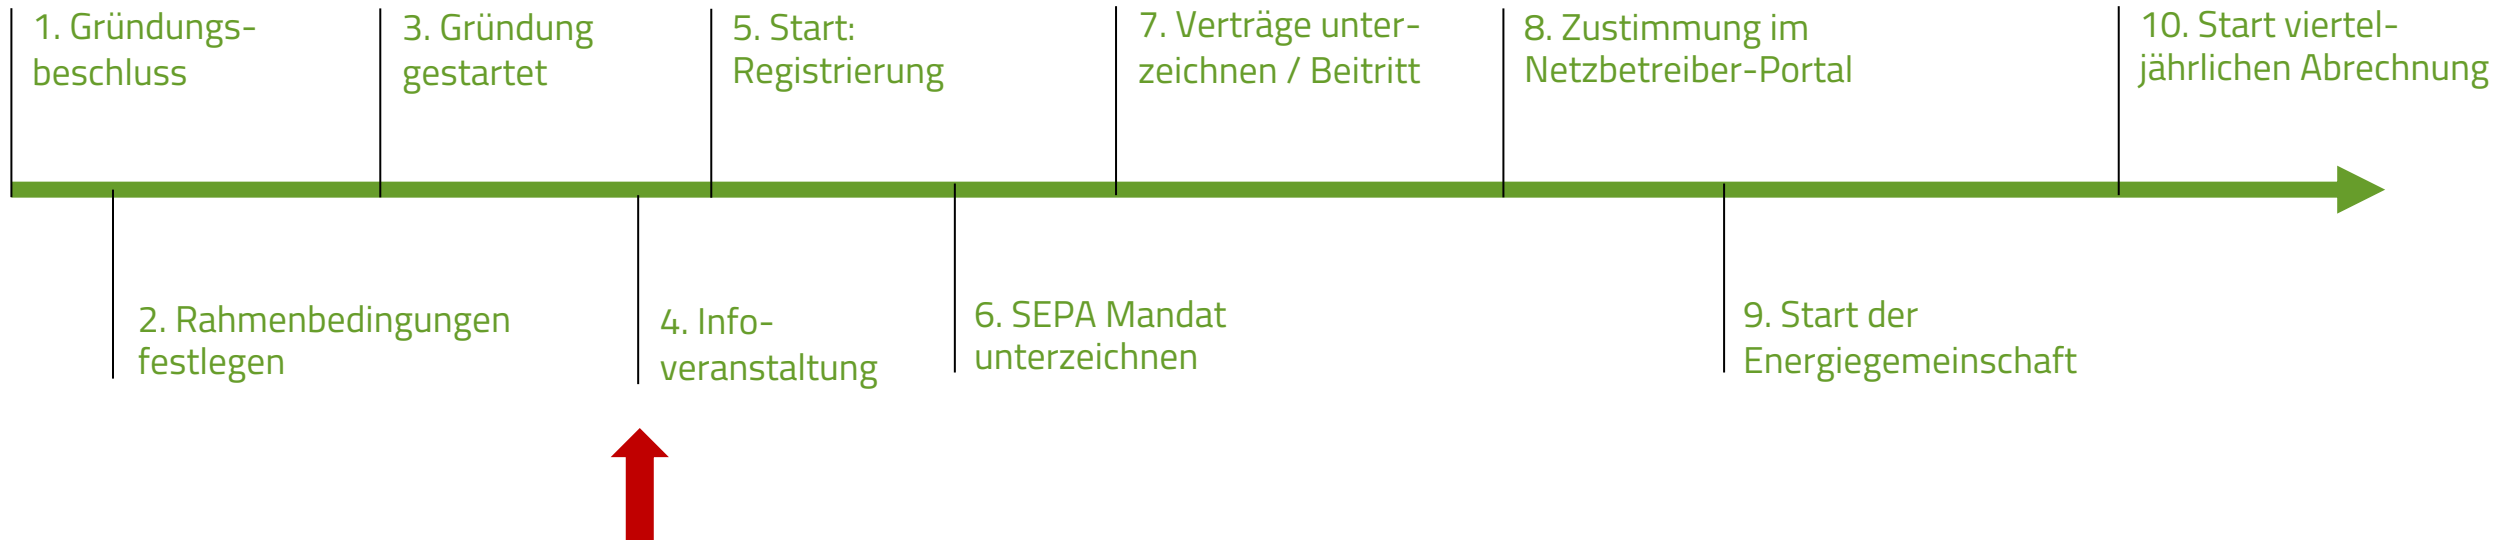 1. Gründungs-
beschluss
2. Rahmenbedingungen
festlegen
3. Gründung
gestartet
4. Info-
veranstaltung
5. Start:
Registrierung
6. SEPA Mandat
unterzeichnen
7. Verträge unter-
zeichnen / Beitritt
8. Zustimmung im
Netzbetreiber-Portal
9. Start der
Energiegemeinschaft
10. Start viertel-
jährlichen Abrechnung